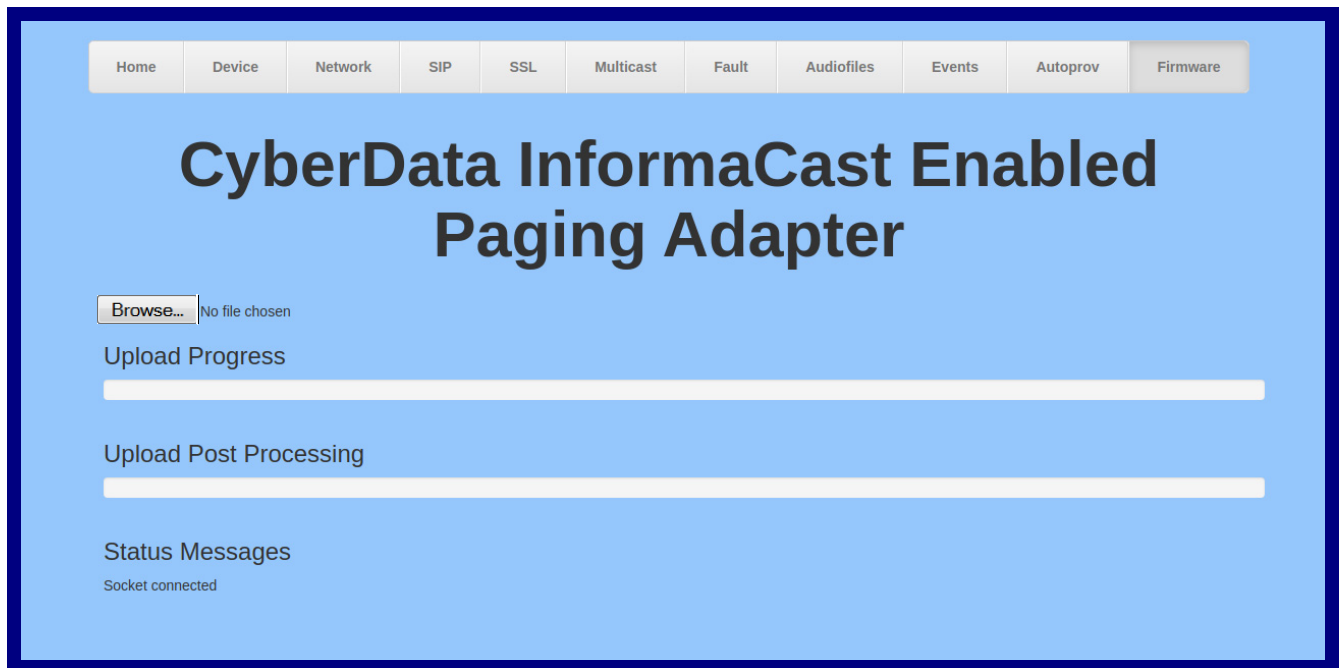 Home Device Network SIP SSL Multicast Fault Audiofiles Events Autoprov Firmware
CyberData InformaCast Enabled
Paging Adapter
Browse... No file chosen
Upload Progress
Upload Post Processing
Status Messages
Socket connected